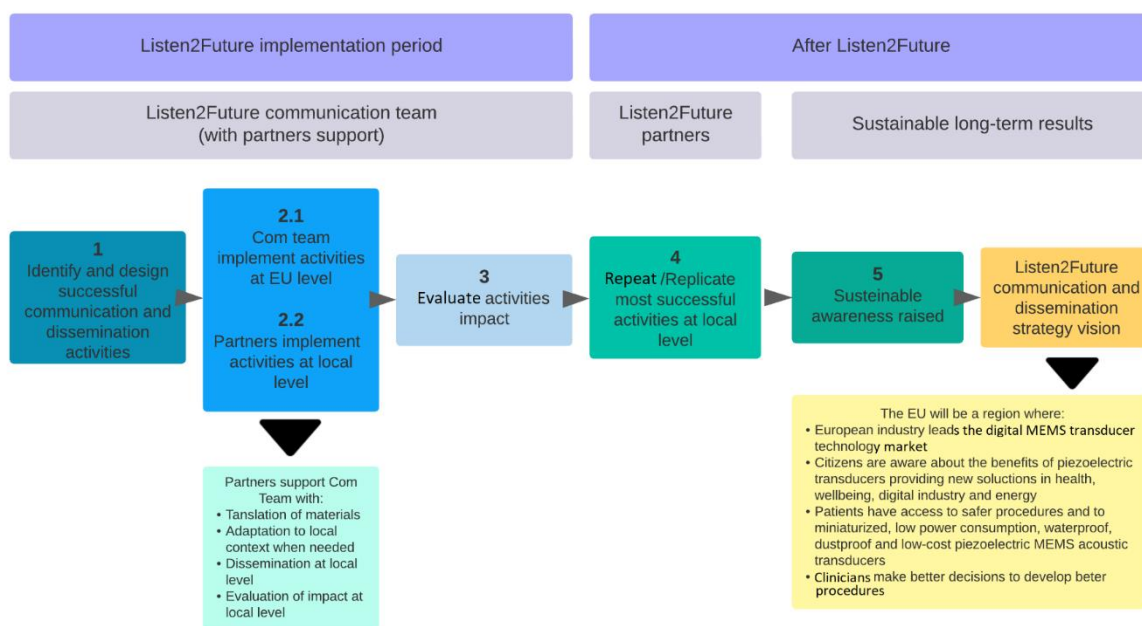 Listen2Future implementation period
After Listen2Future
Listen2Future communication team
(with partners support)
Listen2Future
partners
Sustainable long-term results
1
Identify and design
successful
communication and
dissemination
activities
2.1
Com team
implement activities
at EU level
2.2
Partners implement
activities at local
level
3
Evaluate activities
impact
4
Repeat /Replicate
most successful
activities at local
level
5
Susteinable
awareness raised
Listen2Future
communication and
dissemination
strategy vision
Partners support Com
Team with:
• Tanslation of materials
• Adaptation to local
context when needed
• Dissemination at local
level
• Evaluation of impact at
local level
The EU will be a region where:
• European industry leads the digital MEMS transducer
technology market
• Citizens are aware about the benefits of piezoelectric
transducers providing new solutions in health,
wellbeing, digital industry and energy
• Patients have access to safer procedures and to
miniaturized, low power consumption, waterproof,
dustproof and low-cost piezoelectric MEMS acoustic
transducers
• Clinicians make better decisions to develop beter
procedures